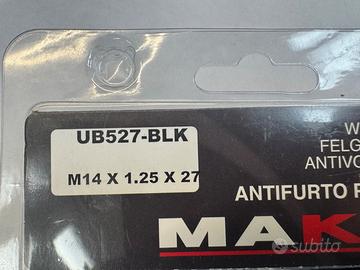 UB527-BLK
M14 X 1.25 X 27
W
FELG
ANTIVO
ANTIFURTO
MAK
subito